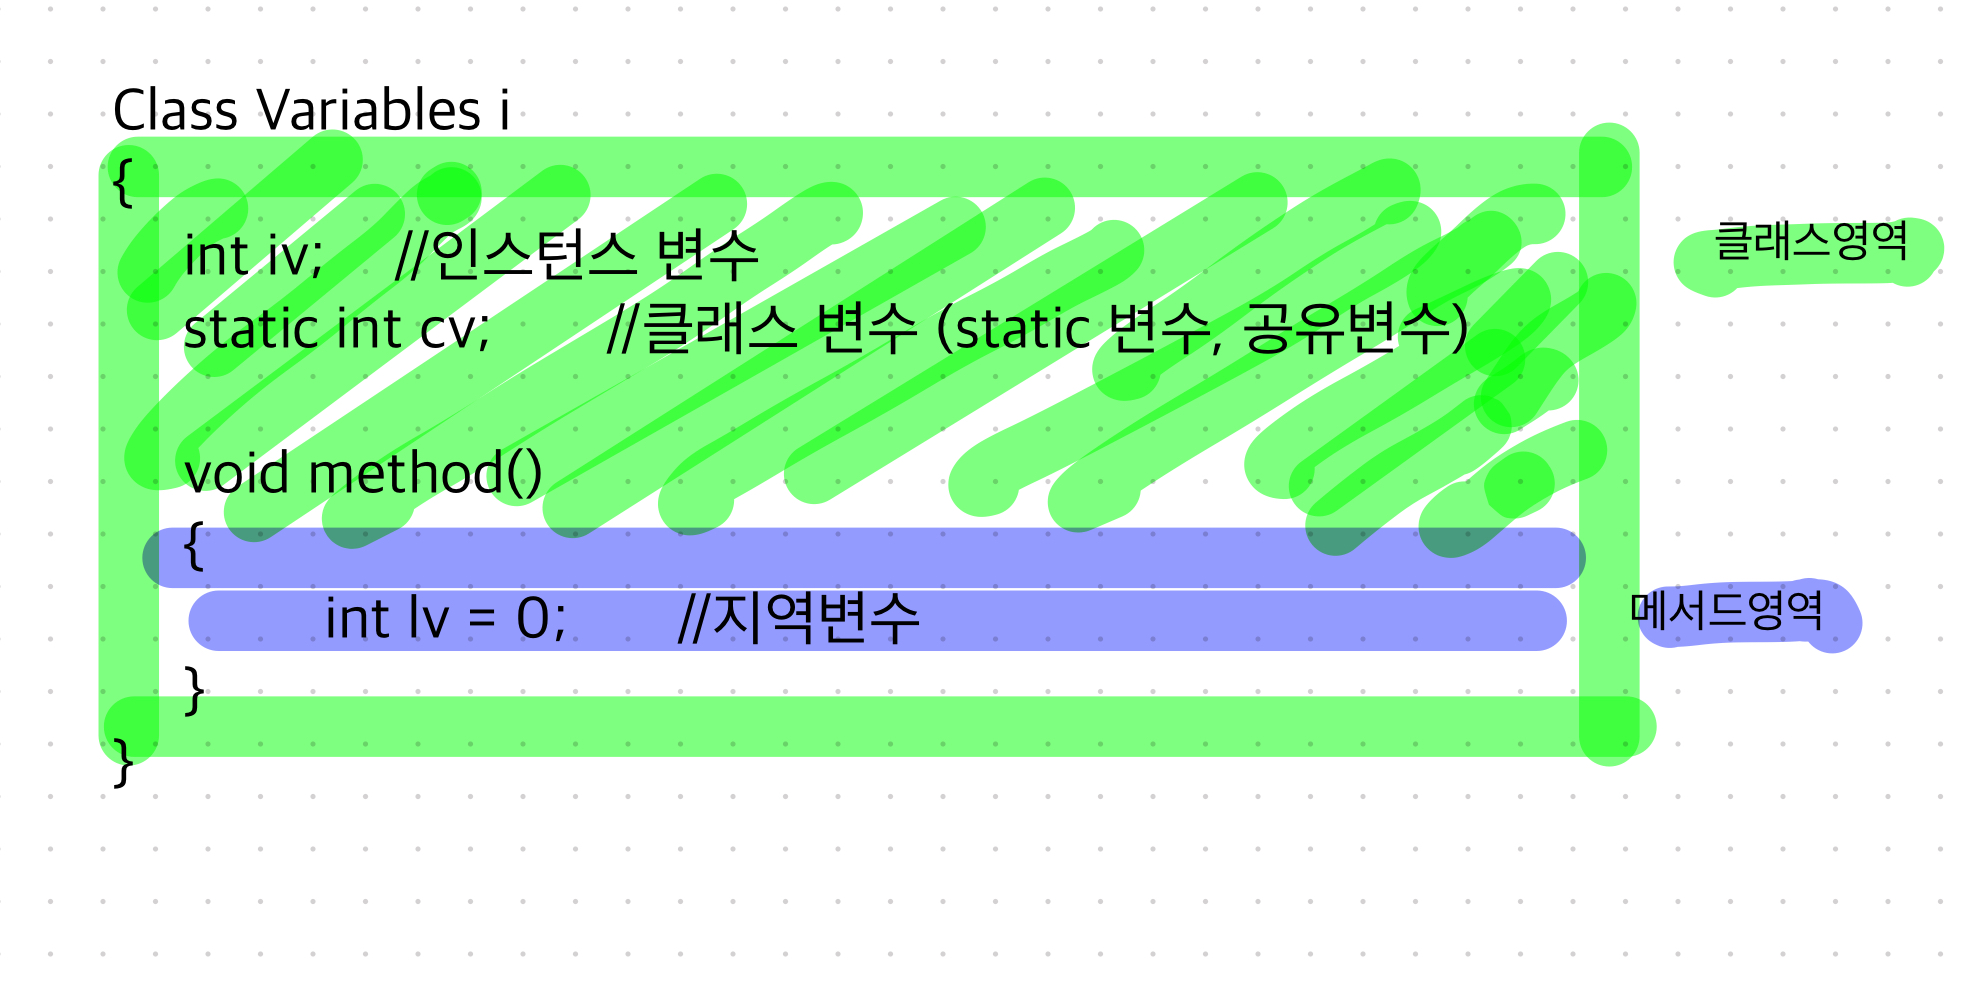 Class Variables i
{
int iv; //인스턴스 변수
클래스영역
static int cv; //클래스 변수 (static 변수, 공유변수)
void method()
{
int lv = 0; //지역변수
메서드영역
}
}